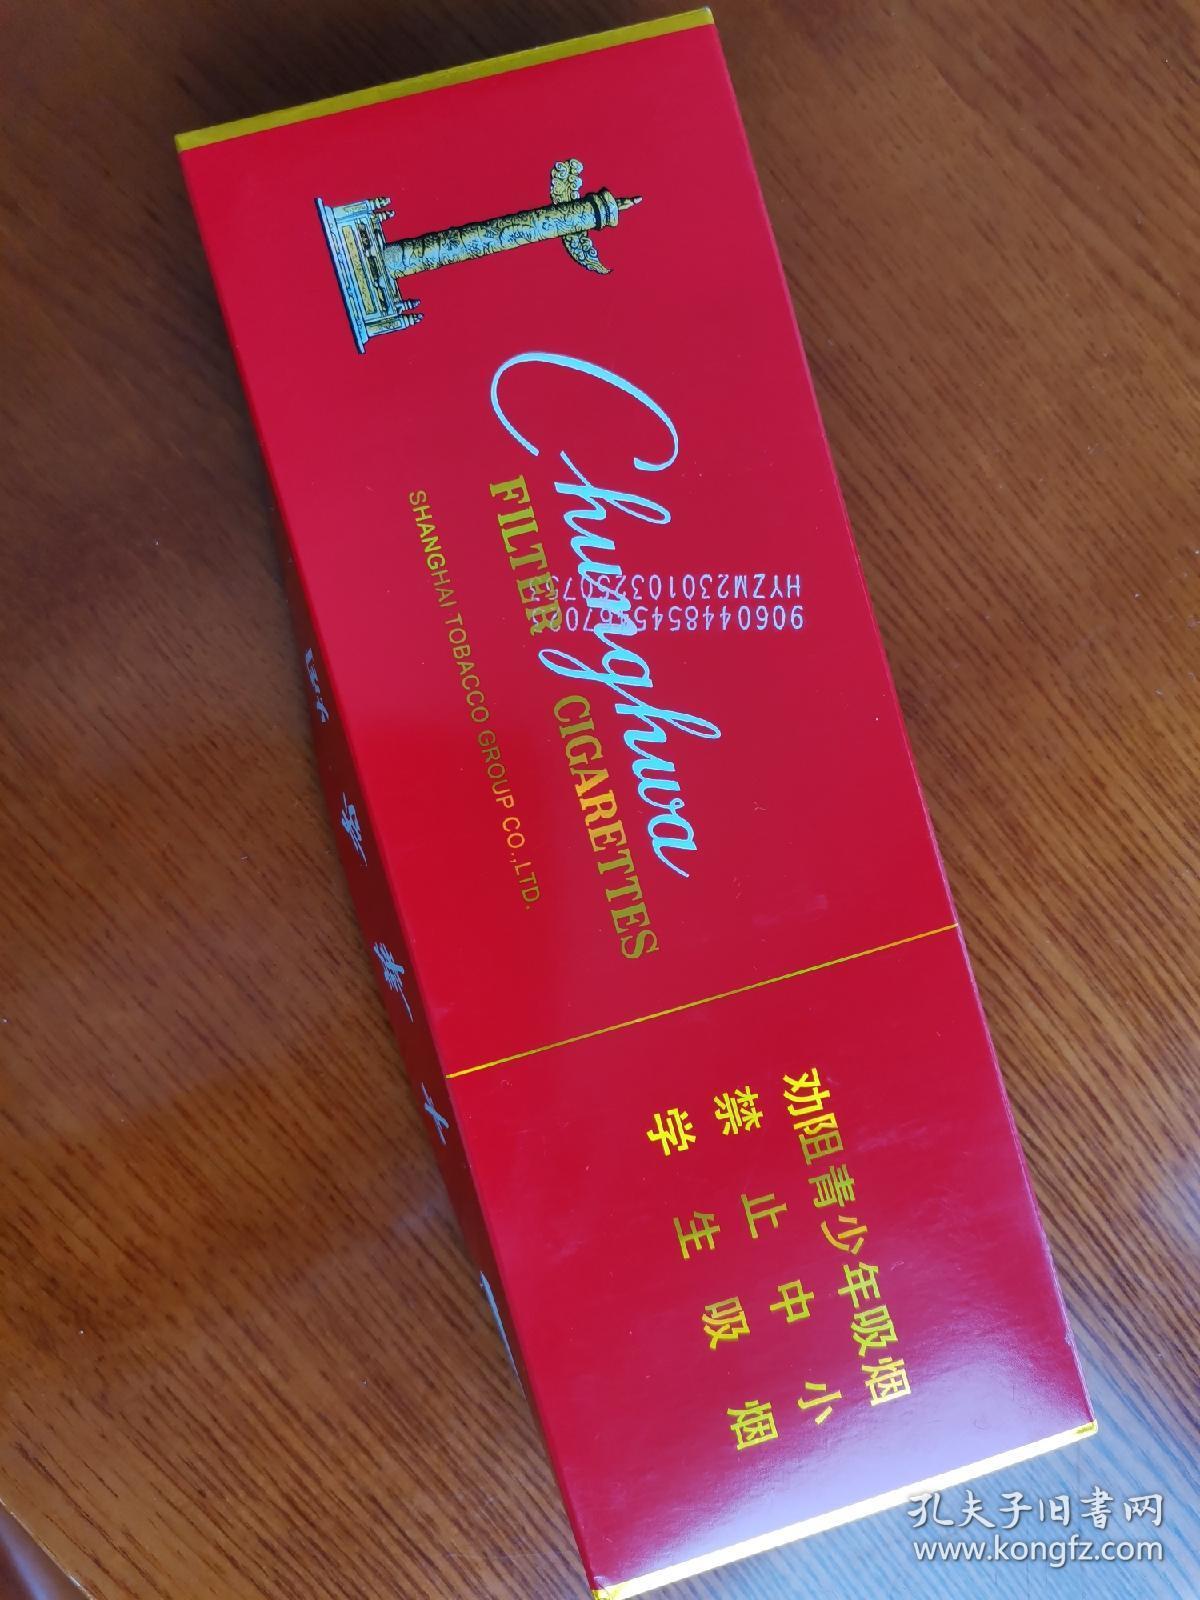 Chunghwa
FILTER CIGARETTES
SHANGHAI TOBACCO GROUP CO.,LTD.
劝阻青少年吸烟
禁止中小
学生吸烟
孔夫子旧书网
www.kongfz.com